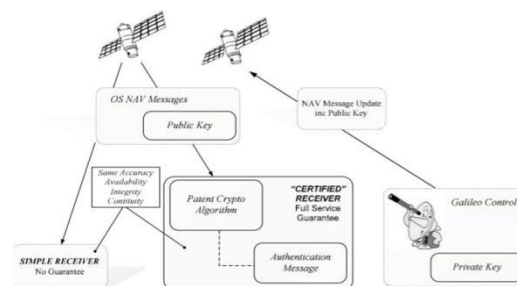 OS NAV Messages
Public Key
NAV Message Update
inc Public Key
Same Accuracy
Availability
Integrity
Contiuity
Patent Crypto
Algorithm
"CERTIFIED"
RECEIVER
Full Service
Guarantee
Authentication
Message
Galileo Control
Private Key
SIMPLE RECEIVER
No Guarantee